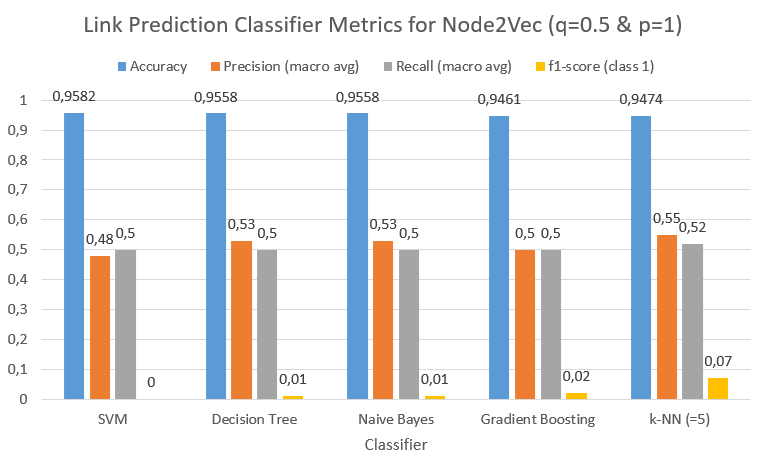 Link Prediction Classifier Metrics for Node2Vec (q=0.5 & p=1)
Accuracy Precision (macro avg) Recall (macro avg) f1-score (class 1)
0,9582 0,9558 0,9558 0,9461 0,9474
1
0,9
0,8
0,7
0,6
0,5
0,4
0,3
0,2
0,1
0
0,48 0,5 0
0,53 0,5 0,01
0,53 0,5 0,01
0,5 0,5 0,02
0,55 0,52 0,07
SVM Decision Tree Naive Bayes Gradient Boosting k-NN (=5)
Classifier